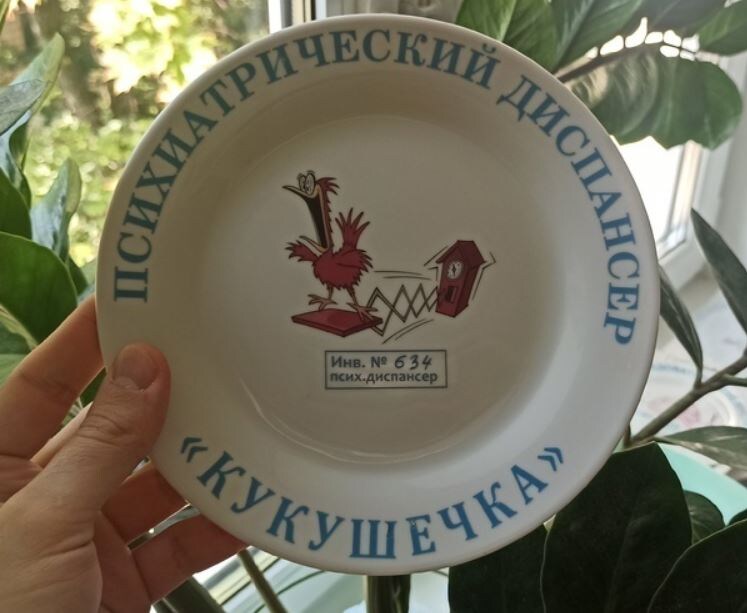 ПСИХИАТРИЧЕСКИЙ ДИСПАНСЕР
Инв. № 634
псих.диспансер
«КУКУШЕЧКА»